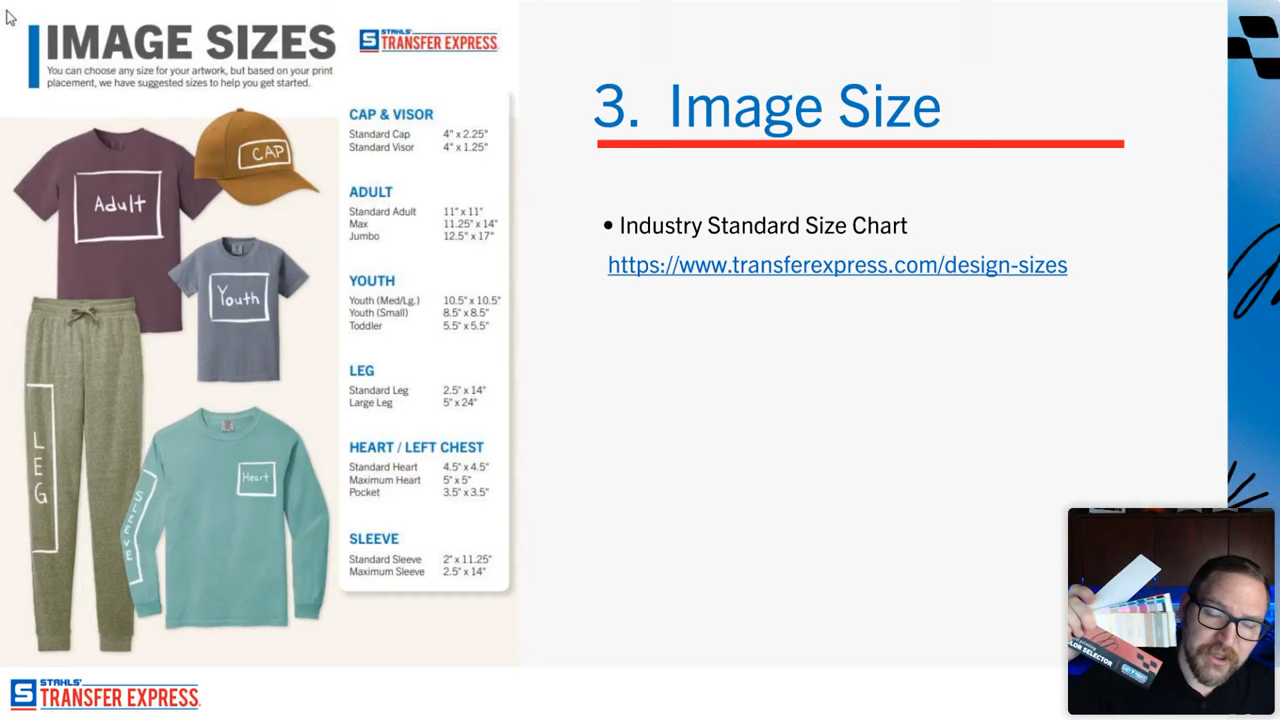 IMAGE SIZES
You can choose any size for your artwork, but based on your print
placement, we have suggested sizes to help you get started.
S STAHLS'
TRANSFER EXPRESS.
CAP
Adult
Youth
LEG
SLEEVE
Heart
CAP & VISOR
Standard Cap 4" x 2.25"
Standard Visor 4" x 1.25"
ADULT
Standard Adult 11" x 11"
Max 11.25" x 14"
Jumbo 12.5" x 17"
YOUTH
Youth (Med/Lg.) 10.5" x 10.5"
Youth (Small) 8.5" x 8.5"
Toddler 5.5" x 5.5"
LEG
Standard Leg 2.5" x 14"
Large Leg 5" x 24"
HEART / LEFT CHEST
Standard Heart 4.5" x 4.5"
Maximum Heart 5" x 5"
Pocket 3.5" x 3.5"
SLEEVE
Standard Sleeve 2" x 11.25"
Maximum Sleeve 2.5" x 14"
S STAHLS'
TRANSFER EXPRESS.
3. Image Size
• Industry Standard Size Chart
https://www.transferexpress.com/design-sizes
SELECTOR